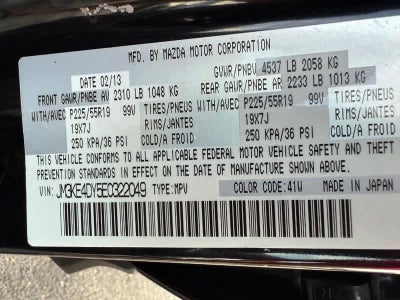 MFD. BY MAZDA MOTOR CORPORATION
DATE 02/13 GVWR/PNBV 4537 LB 2058 KG
FRONT GAWR/PNBE AV 2310 LB 1048 KG REAR GAWR/PNBE AR 2233 LB 1013 KG
WITH/AVEC P225/55R19 99V TIRES/PNEUS WITH/AVEC P225/55R19 99V TIRES/PNEUS
19X7J RIMS/JANTES 19X7J RIMS/JANTES
250 KPA/36 PSI COLD/A FROID 250 KPA/36 PSI COLD/A FROID
THIS VEHICLE CONFORMS TO ALL APPLICABLE FEDERAL MOTOR VEHICLE SAFETY AND THEFT
PREVENTION STANDARDS IN EFFECT ON THE DATE OF MANUFACTURE SHOWN ABOVE.
VIN: JM3KE4DY5E0322049 TYPE:MPV COLOR CODE:41W MADE IN JAPAN